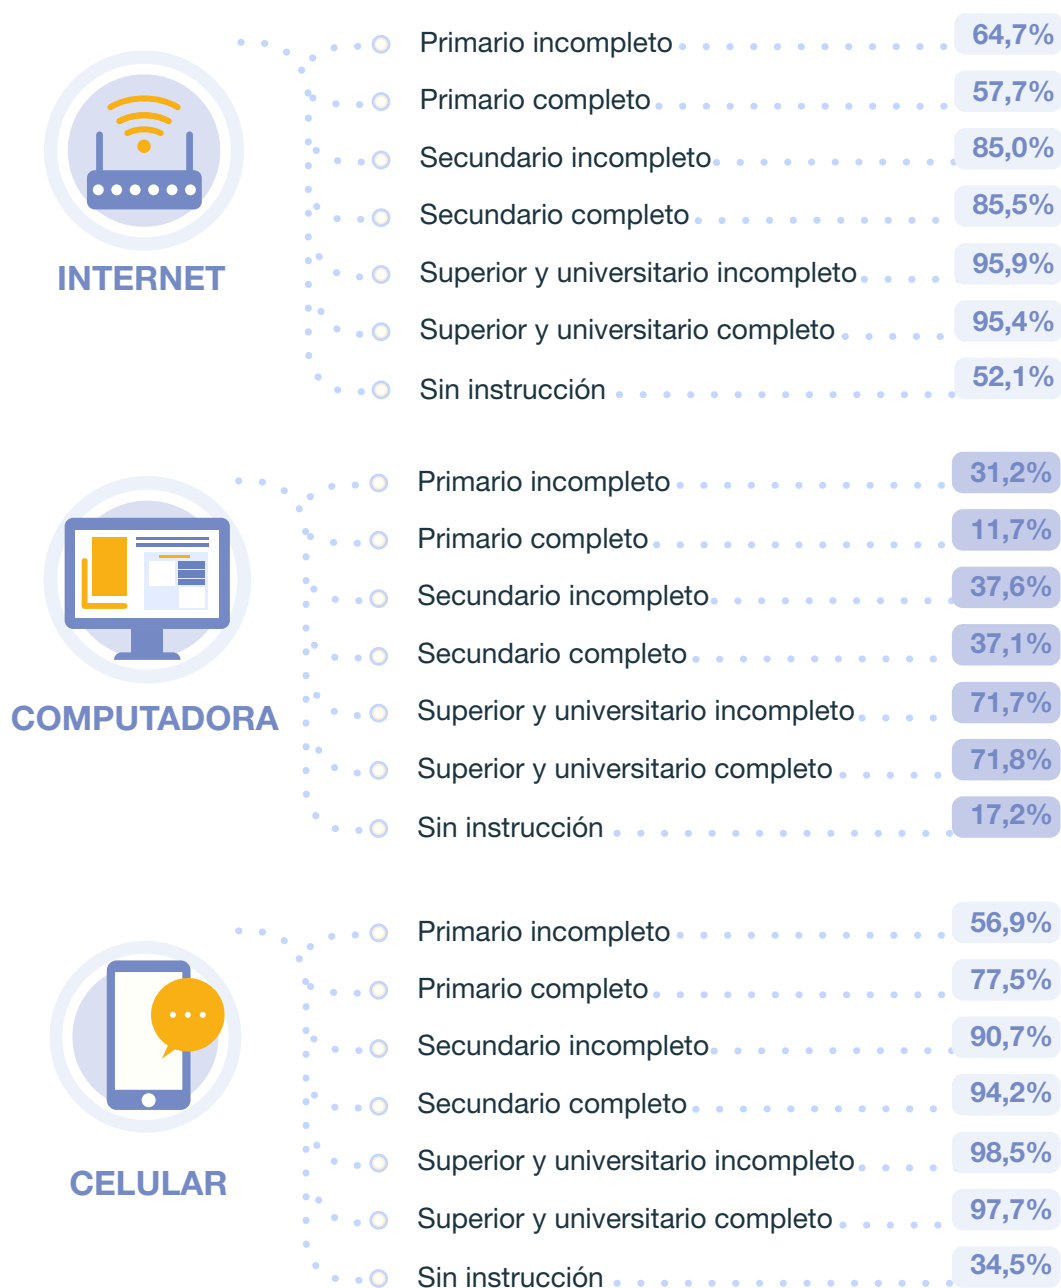 INTERNET
Primario incompleto 64,7%
Primario completo 57,7%
Secundario incompleto 85,0%
Secundario completo 85,5%
Superior y universitario incompleto 95,9%
Superior y universitario completo 95,4%
Sin instrucción 52,1%
COMPUTADORA
Primario incompleto 31,2%
Primario completo 11,7%
Secundario incompleto 37,6%
Secundario completo 37,1%
Superior y universitario incompleto 71,7%
Superior y universitario completo 71,8%
Sin instrucción 17,2%
CELULAR
Primario incompleto 56,9%
Primario completo 77,5%
Secundario incompleto 90,7%
Secundario completo 94,2%
Superior y universitario incompleto 98,5%
Superior y universitario completo 97,7%
Sin instrucción 34,5%